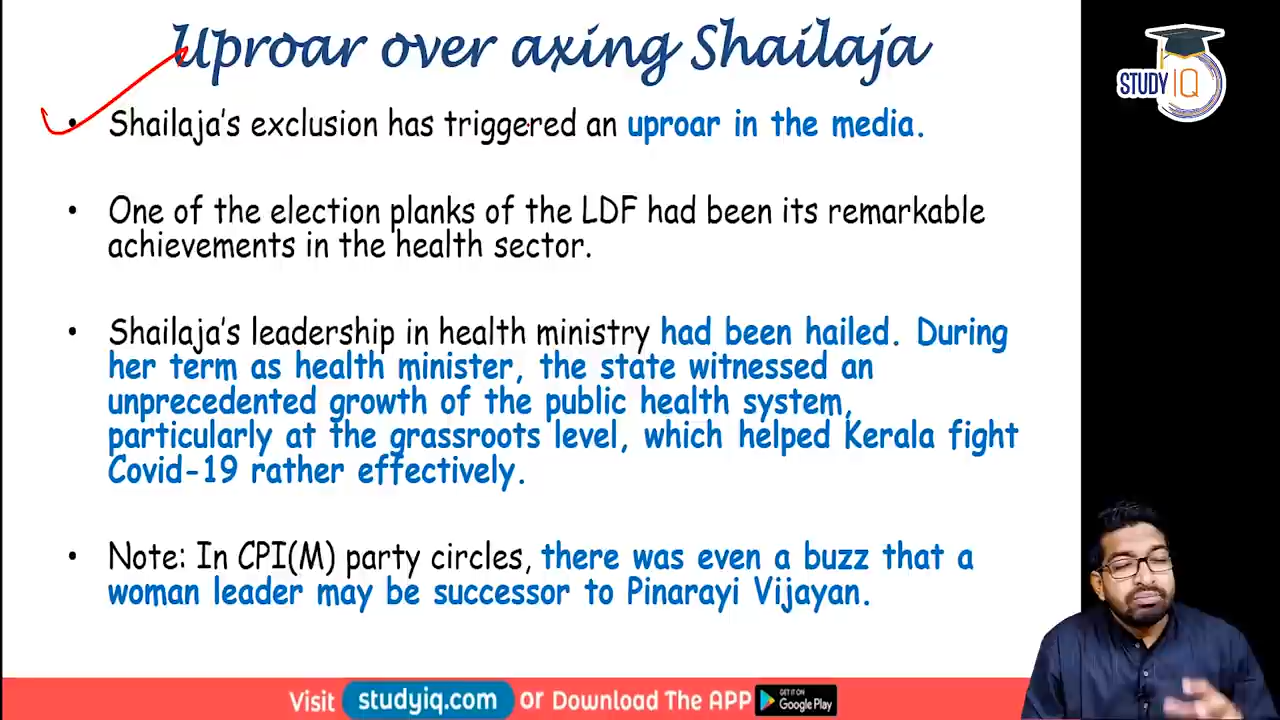 Uproar over axing Shailaja
STUDY IQ
• Shailaja's exclusion has triggered an uproar in the media.
• One of the election planks of the LDF had been its remarkable
achievements in the health sector.
• Shailaja's leadership in health ministry had been hailed. During
her term as health minister, the state witnessed an
unprecedented growth of the public health system,
particularly at the grassroots level, which helped Kerala fight
Covid-19 rather effectively.
• Note: In CPI(M) party circles, there was even a buzz that a
woman leader may be successor to Pinarayi Vijayan.
Visit studyiq.com or Download The APP GET IT ON Google Play